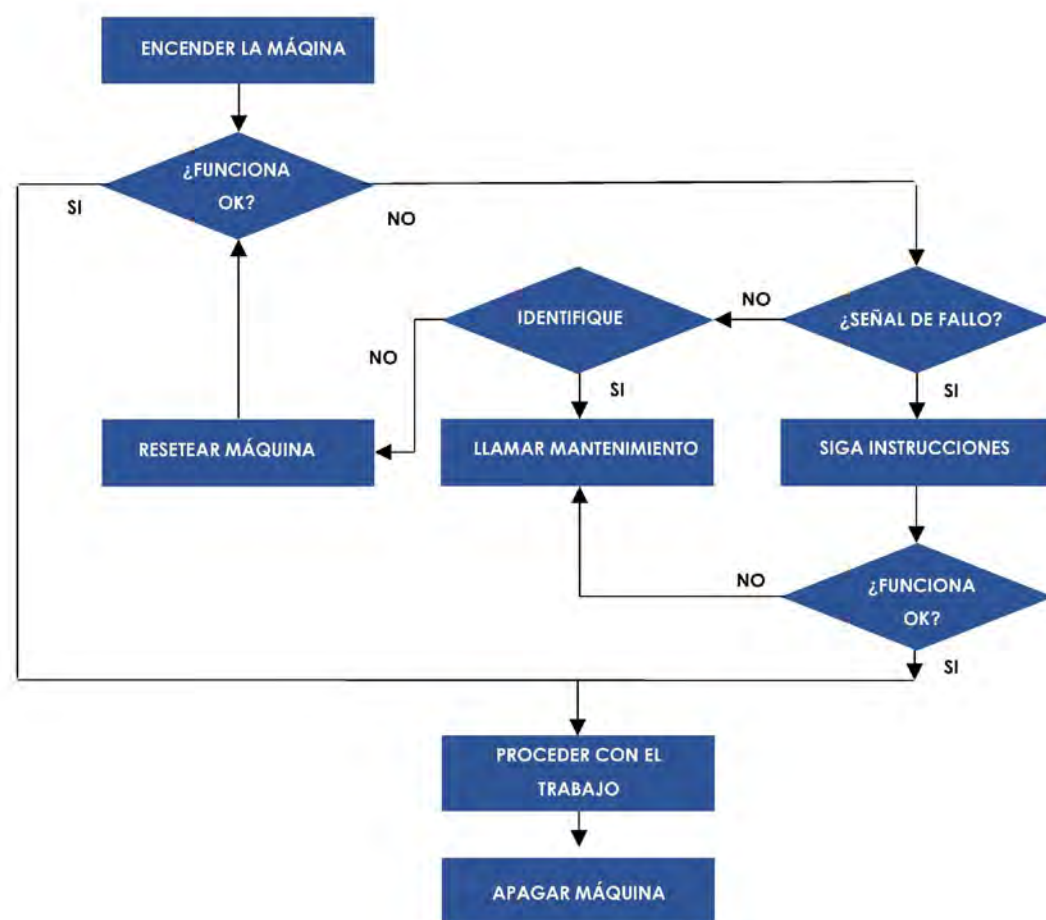 ENCENDER LA MÁQINA
¿FUNCIONA
OK?
SI
NO
IDENTIFIQUE
NO
¿SEÑAL DE FALLO?
NO
SI
SI
RESETEAR MÁQUINA
LLAMAR MANTENIMIENTO
SIGA INSTRUCCIONES
NO
¿FUNCIONA
OK?
SI
PROCEDER CON EL
TRABAJO
APAGAR MÁQUINA